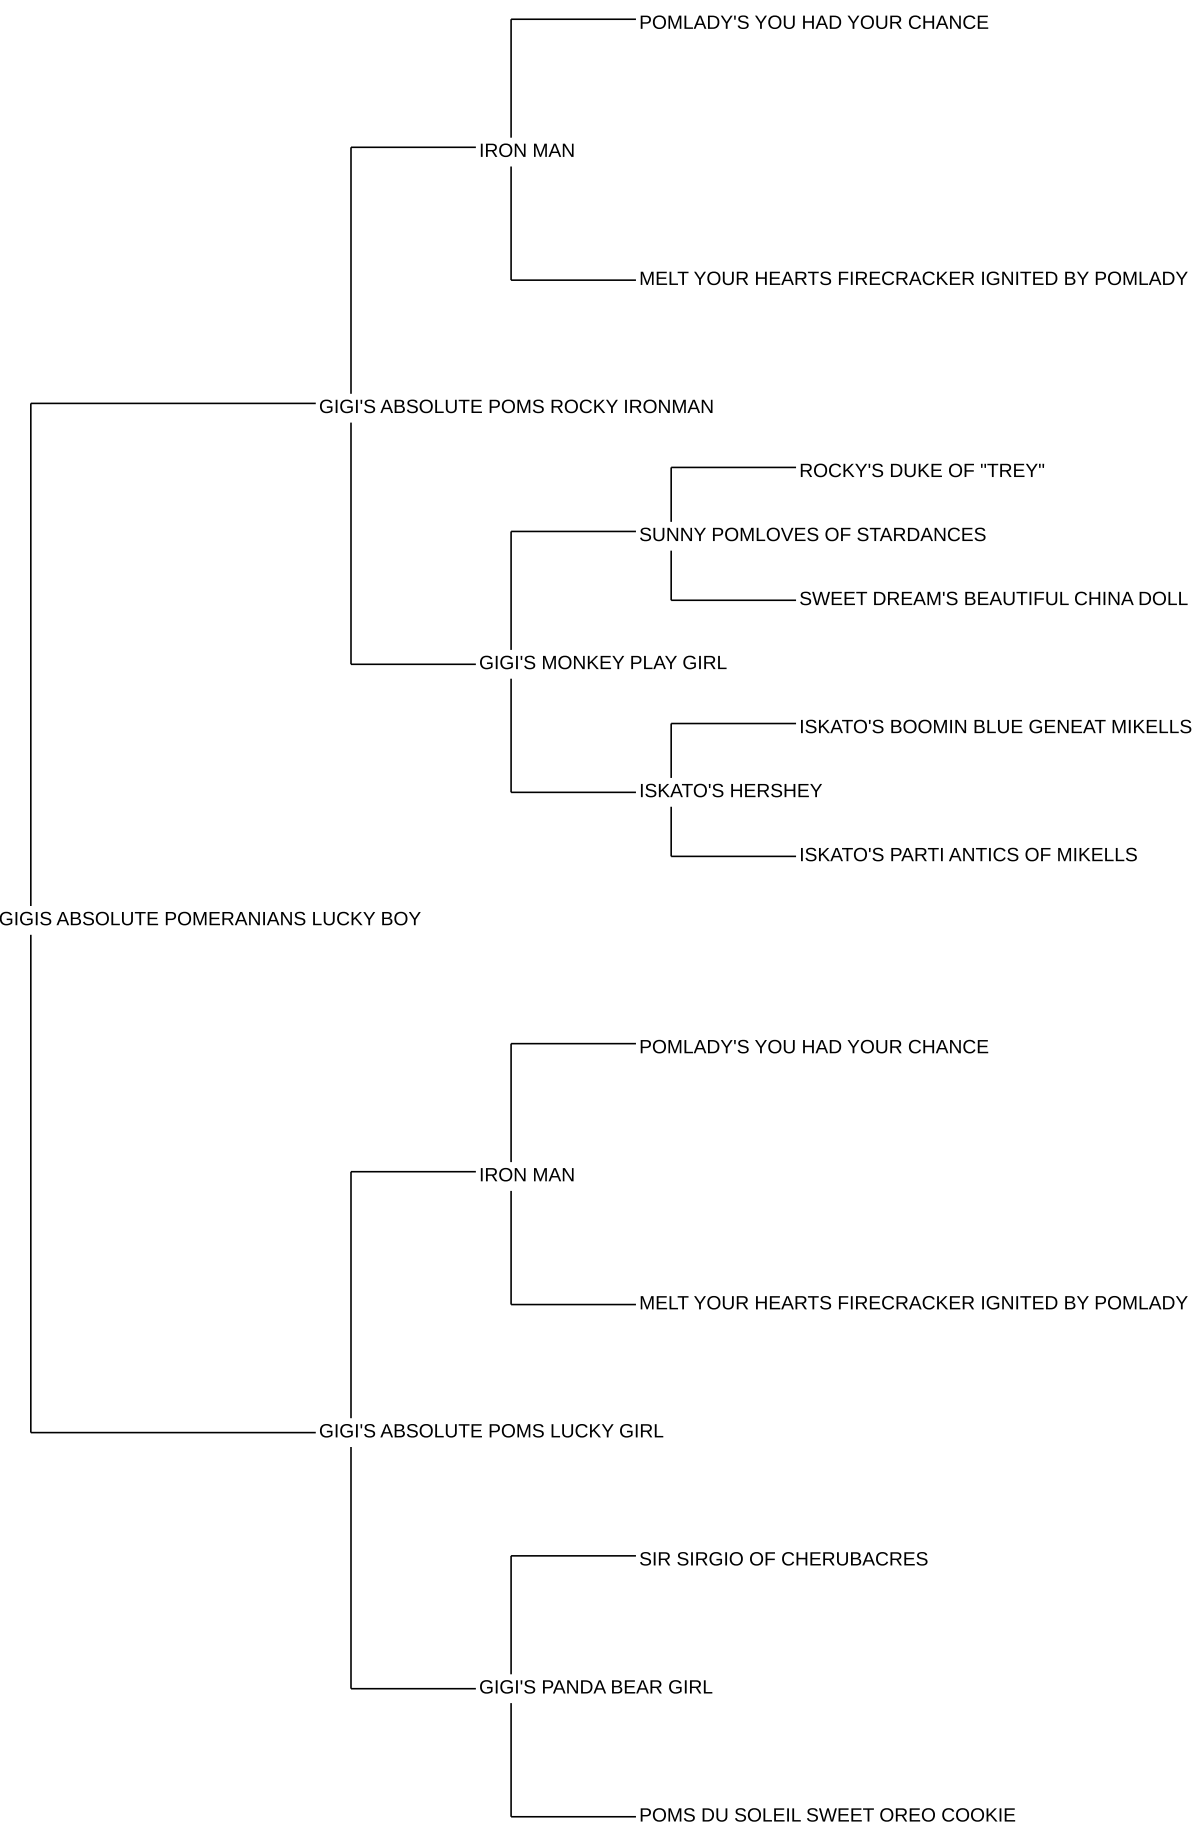 POMLADY'S YOU HAD YOUR CHANCE
IRON MAN
MELT YOUR HEARTS FIRECRACKER IGNITED BY POMLADY
GIGI'S ABSOLUTE POMS ROCKY IRONMAN
ROCKY'S DUKE OF "TREY"
SUNNY POMLOVES OF STARDANCES
SWEET DREAM'S BEAUTIFUL CHINA DOLL
GIGI'S MONKEY PLAY GIRL
ISKATO'S BOOMIN BLUE GENEAT MIKELLS
ISKATO'S HERSHEY
ISKATO'S PARTI ANTICS OF MIKELLS
GIGIS ABSOLUTE POMERANIANS LUCKY BOY
POMLADY'S YOU HAD YOUR CHANCE
IRON MAN
MELT YOUR HEARTS FIRECRACKER IGNITED BY POMLADY
GIGI'S ABSOLUTE POMS LUCKY GIRL
SIR SIRGIO OF CHERUBACRES
GIGI'S PANDA BEAR GIRL
POMS DU SOLEIL SWEET OREO COOKIE